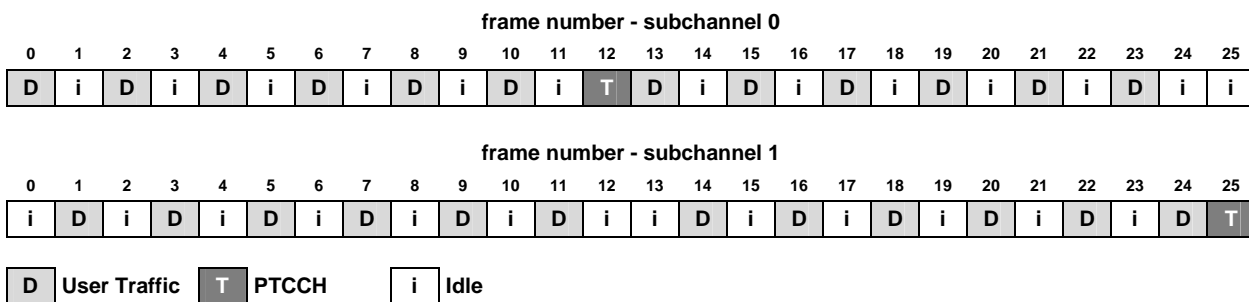 frame number - subchannel 0
0 1 2 3 4 5 6 7 8 9 10 11 12 13 14 15 16 17 18 19 20 21 22 23 24 25
D i D i D i D i D i D i T D i D i D i D i D i D i i
frame number - subchannel 1
0 1 2 3 4 5 6 7 8 9 10 11 12 13 14 15 16 17 18 19 20 21 22 23 24 25
i D i D i D i D i D i D i i D i D i D i D i D i D T
D User Traffic T PTCCH i Idle